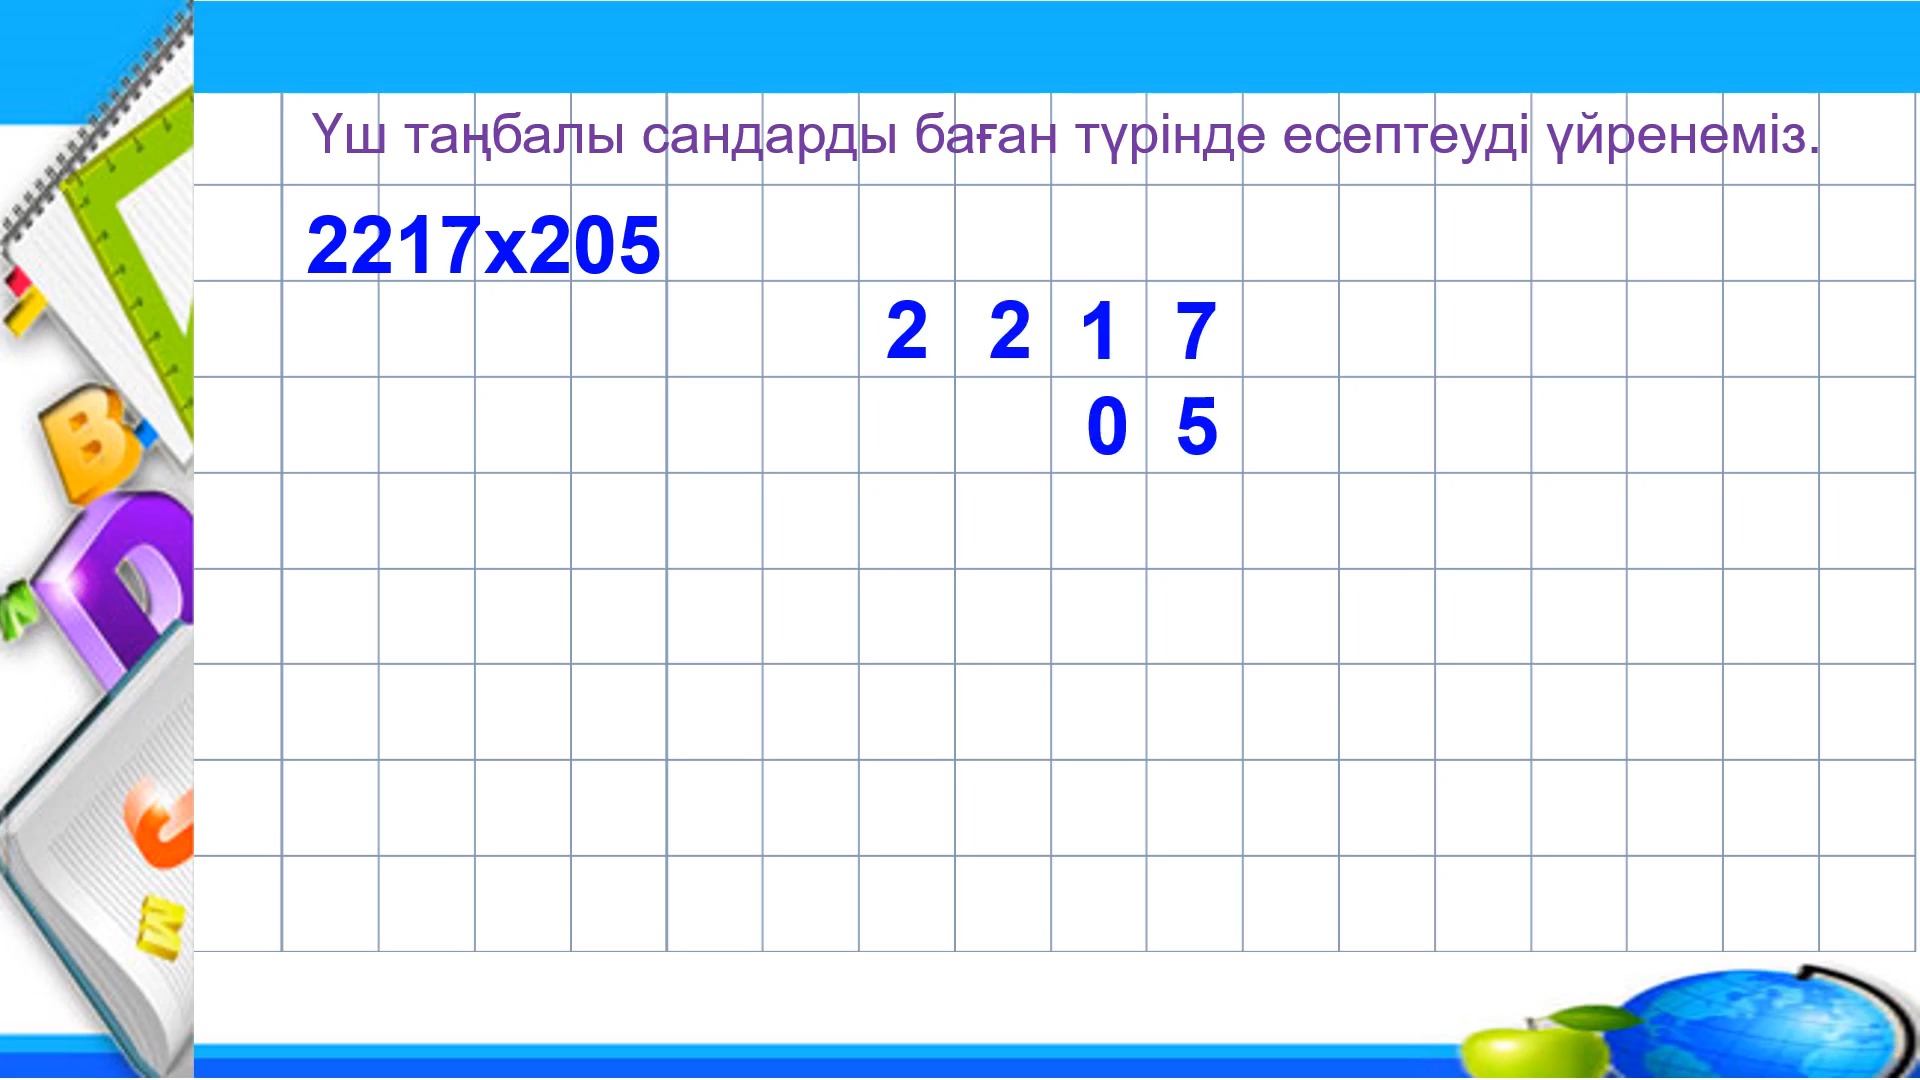 Үш таңбалы сандарды баған түрінде есептеуді үйренеміз.
2217x205
2 2 1 7
0 5